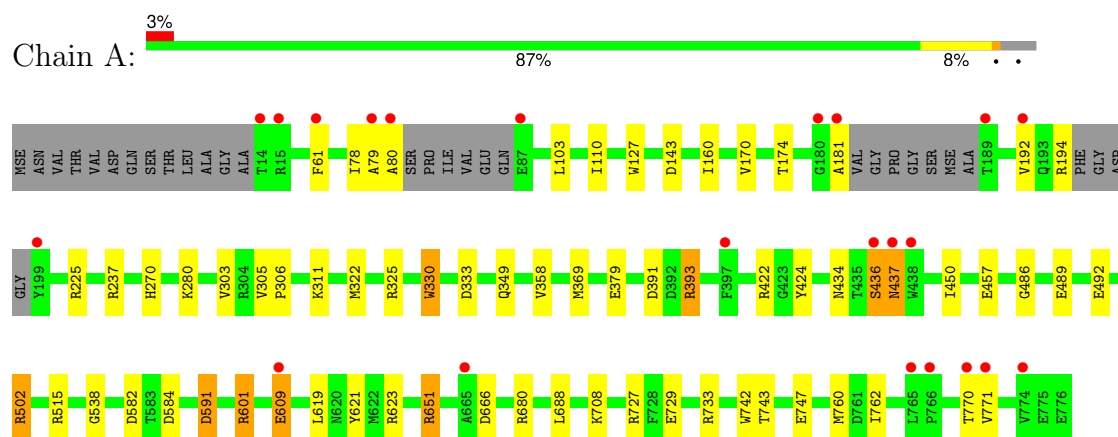 3%
Chain A:
87% 8% • •
MSE ASN VAL THR VAL ASP GLN SER THR LEU ALA GLY ALA T14 R15 F61 I78 A79 A80 SER PRO ILE VAL GLU GLN E87 L103 I110 W127 D143 I160 V170 T174 G180 A181 VAL GLY PRO GLY SER MSE ALA T189 V192 Q193 R194 PHE GLY ASP
GLY Y199 R225 R237 H270 K280 V303 R304 V305 P306 K311 M322 R325 W330 D333 Q349 V358 M369 E379 D391 D392 R393 F397 R422 G423 Y424 N434 T435 S436 N437 W438 I450 E457 G486 E489 E492
R502 R515 G538 D582 T583 D584 D591 R601 E609 L619 N620 Y621 M622 R623 R651 A665 D666 R680 L688 K708 R727 F728 E729 R733 W742 T743 E747 M760 D761 I762 L765 P766 T770 V771 V774 E775 E776